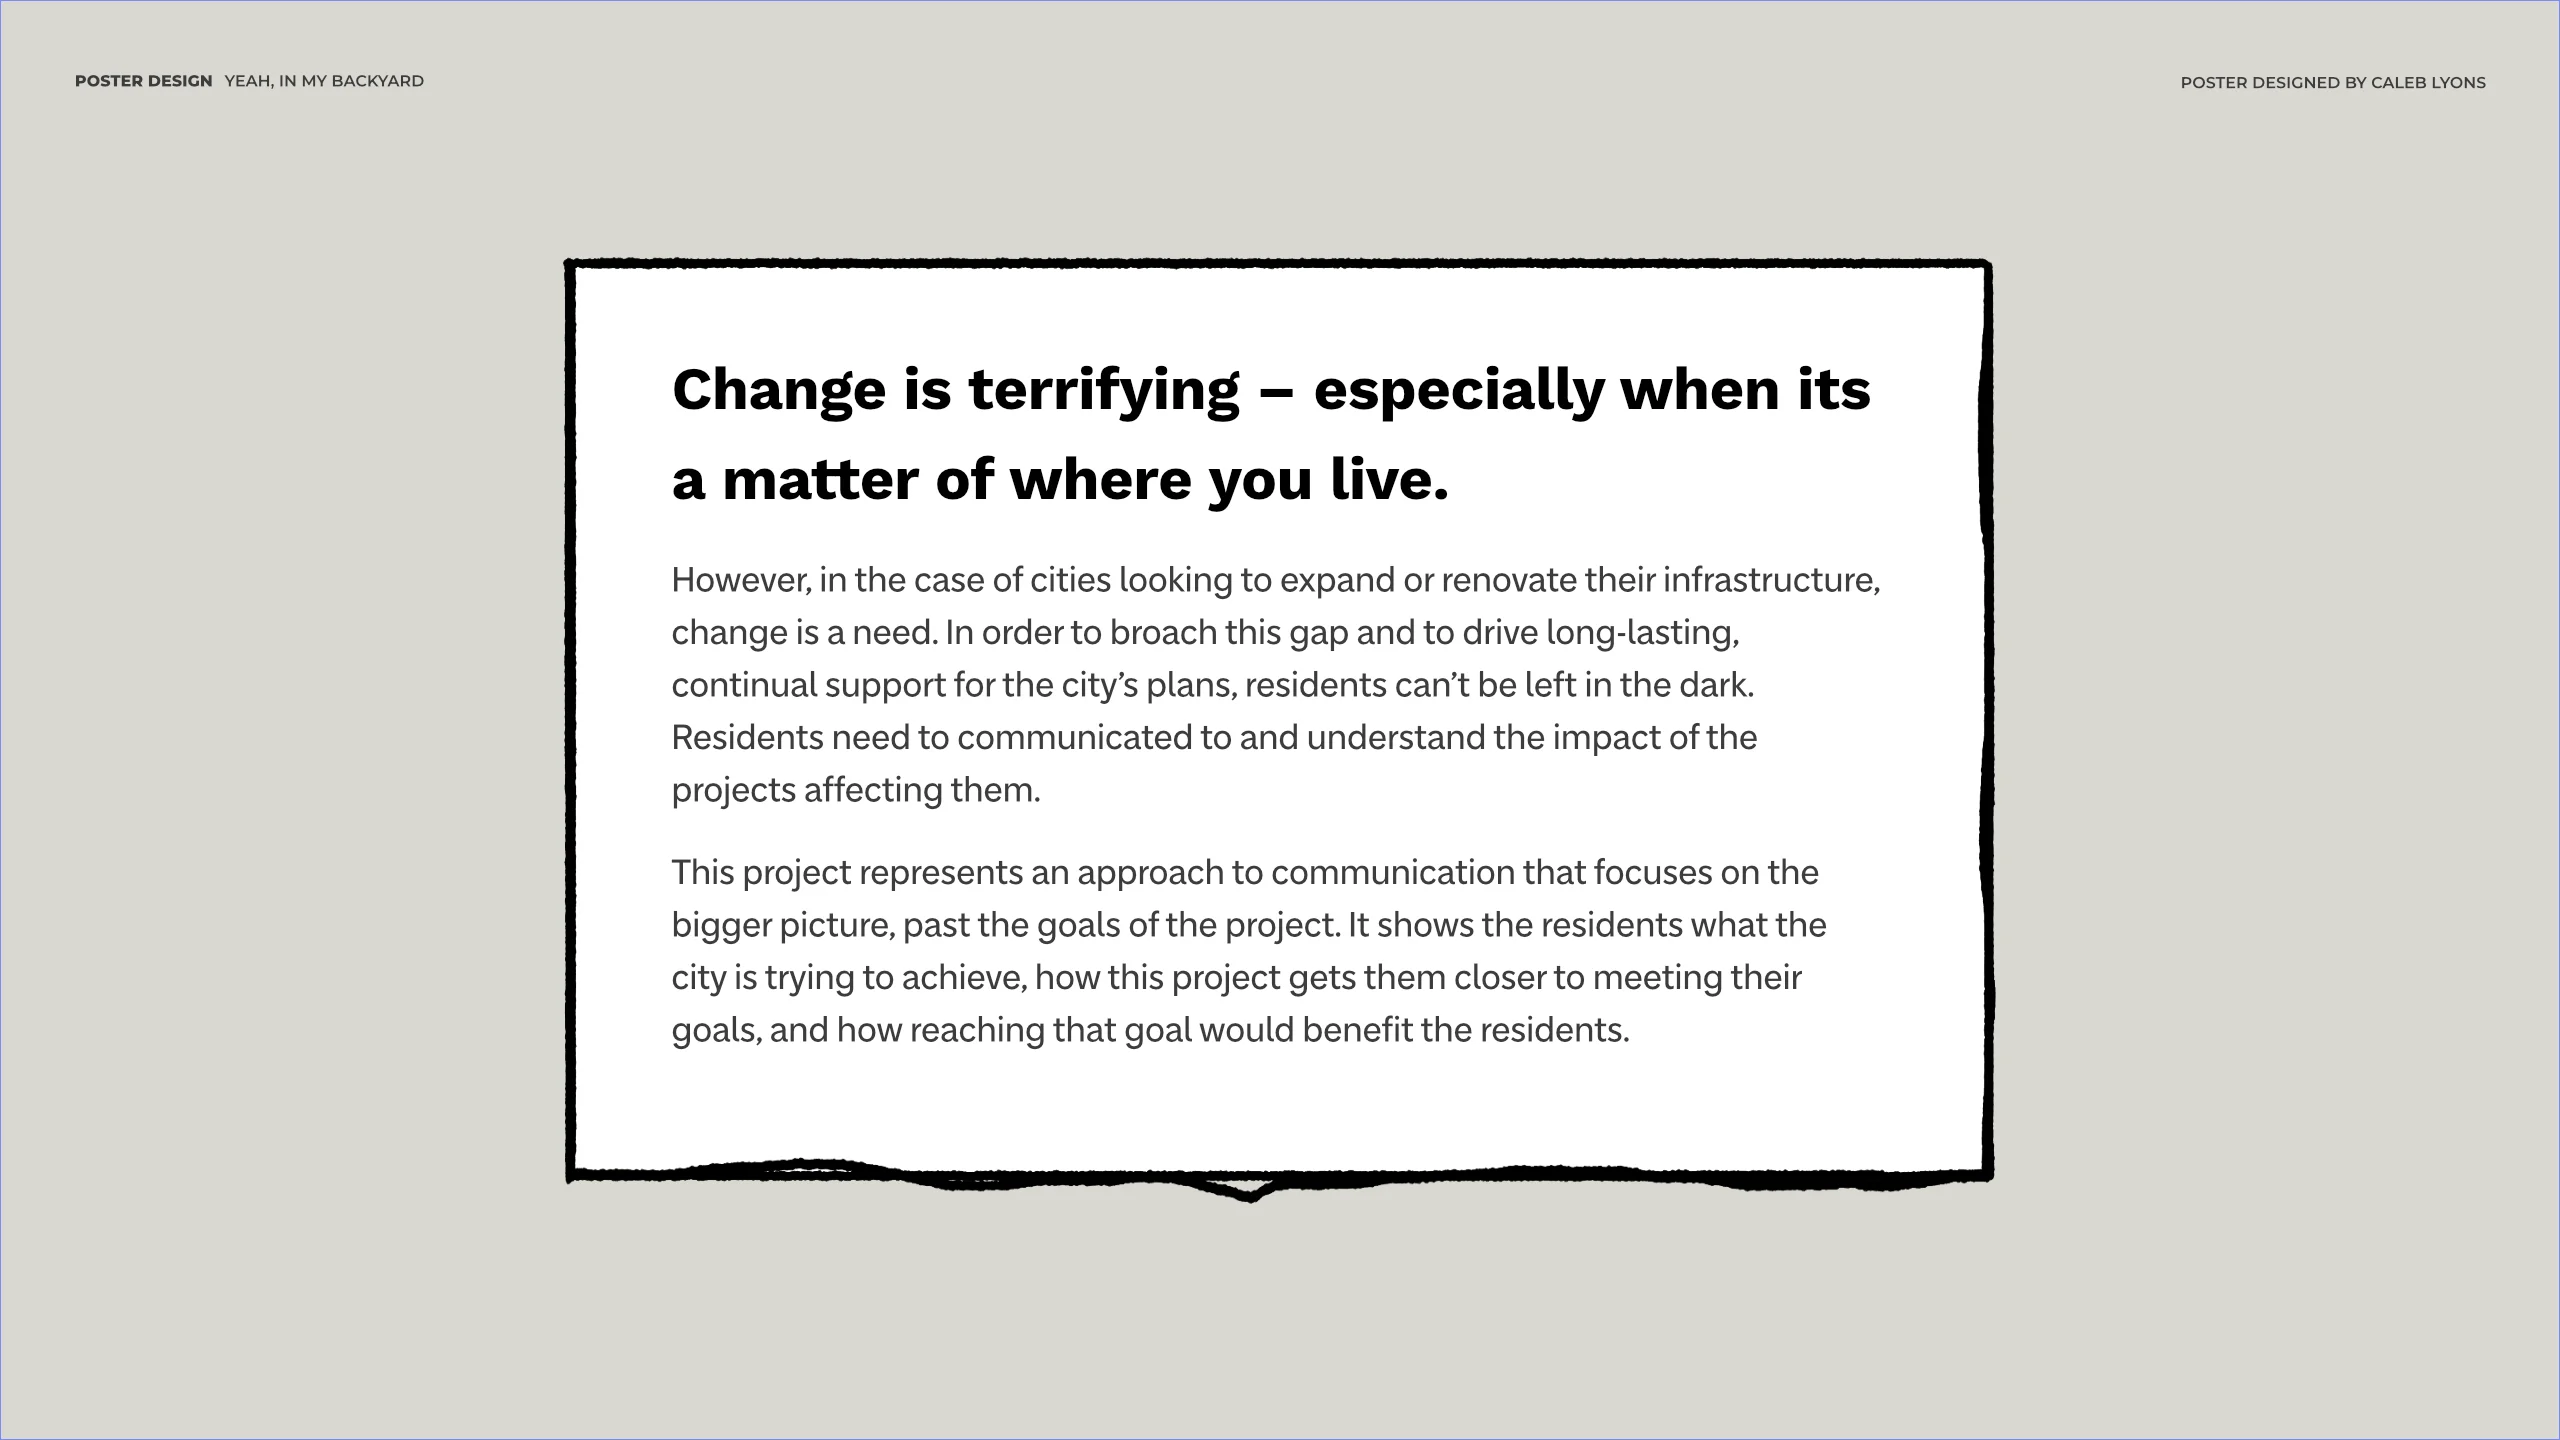 POSTER DESIGN YEAH, IN MY BACKYARD
POSTER DESIGNED BY CALEB LYONS
Change is terrifying – especially when its
a matter of where you live.
However, in the case of cities looking to expand or renovate their infrastructure,
change is a need. In order to broach this gap and to drive long-lasting,
continual support for the city’s plans, residents can’t be left in the dark.
Residents need to communicated to and understand the impact of the
projects affecting them.
This project represents an approach to communication that focuses on the
bigger picture, past the goals of the project. It shows the residents what the
city is trying to achieve, how this project gets them closer to meeting their
goals, and how reaching that goal would benefit the residents.